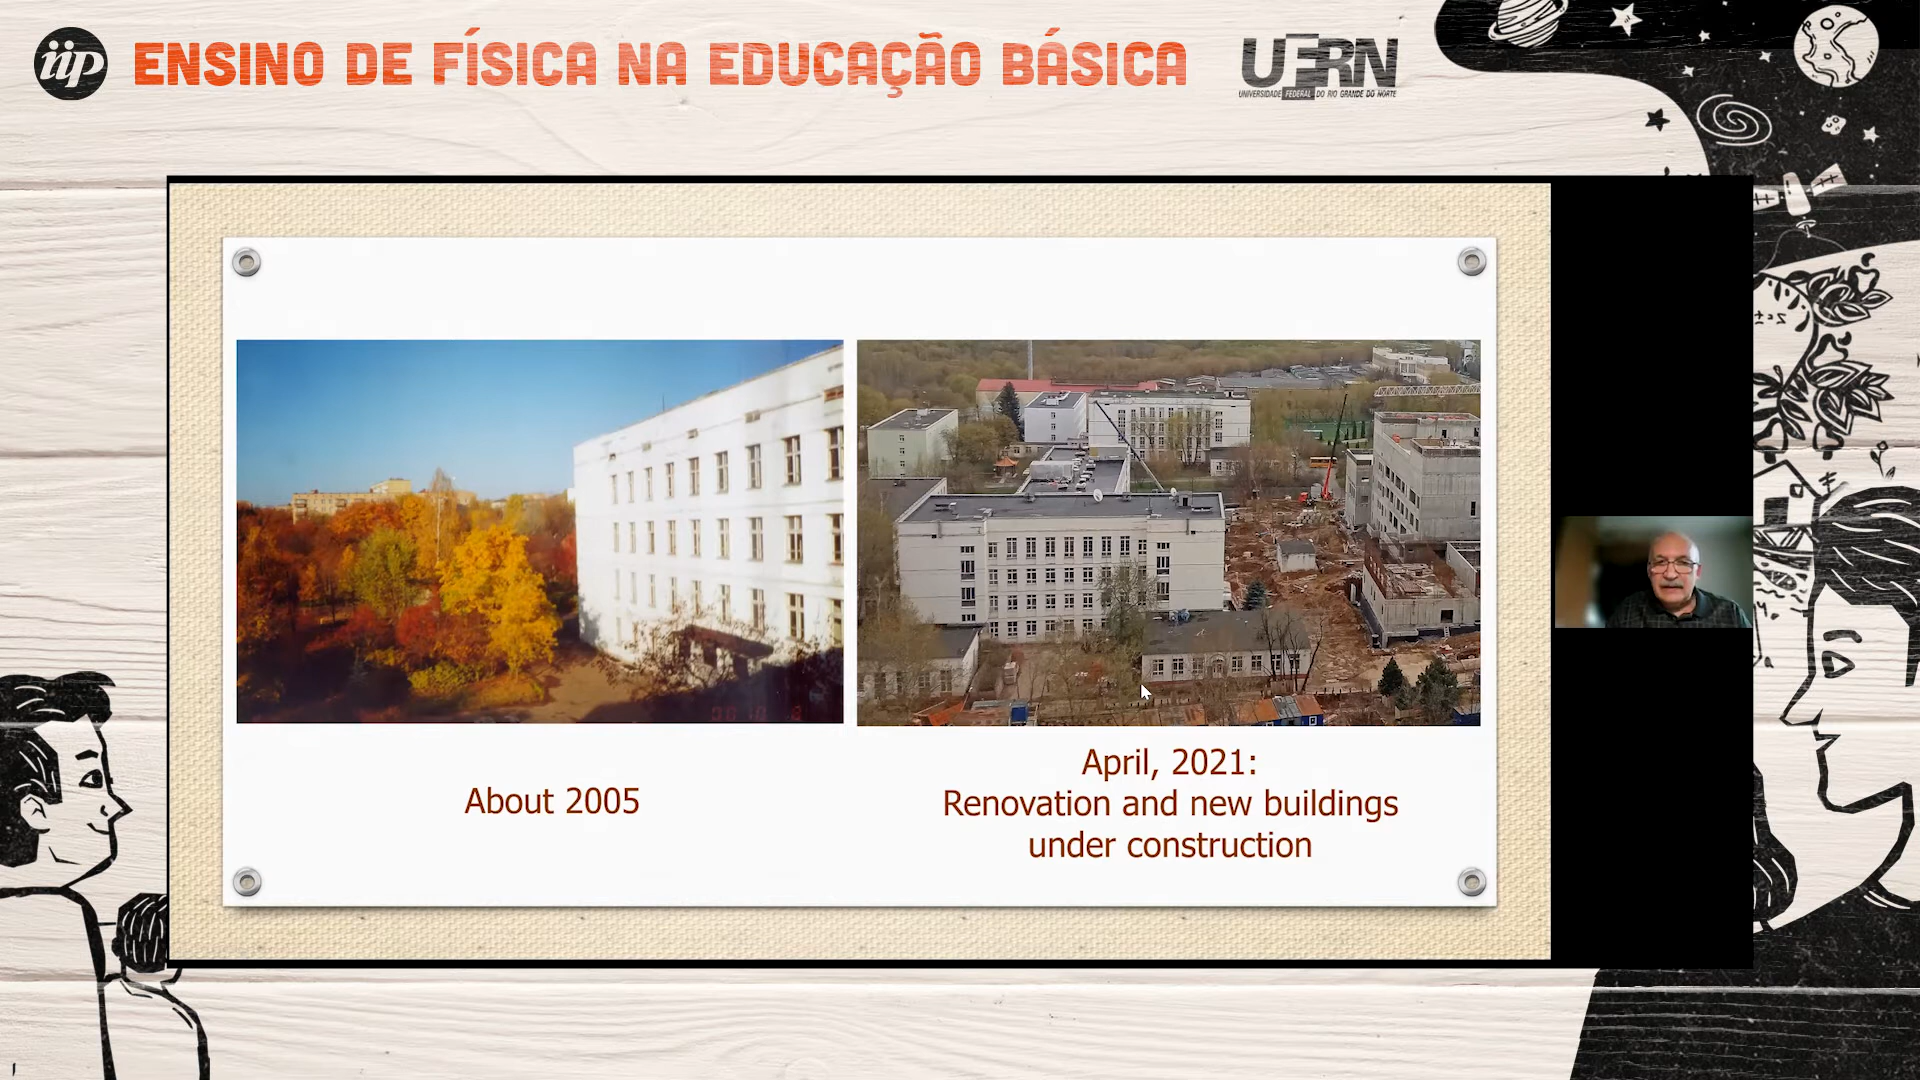 iip ENSINO DE FÍSICA NA EDUCAÇÃO BÁSICA
UFRN
UNIVERSIDADE FEDERAL DO RIO GRANDE DO NORTE
About 2005
April, 2021:
Renovation and new buildings
under construction